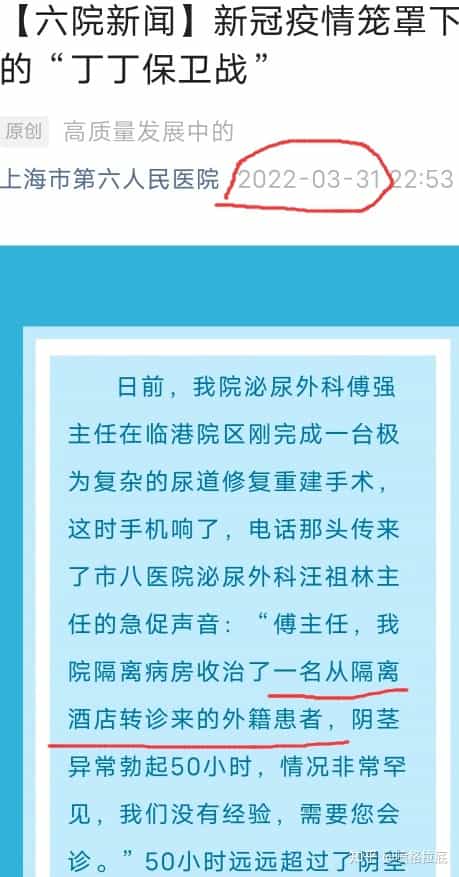 【六院新闻】新冠疫情笼罩下
的“丁丁保卫战”
原创 高质量发展中的
上海市第六人民医院 2022-03-31 22:53
日前，我院泌尿外科傅强
主任在临港院区刚完成一台极
为复杂的尿道修复重建手术，
这时手机响了，电话那头传来
了市八医院泌尿外科汪祖林主
任的急促声音：“傅主任，我
院隔离病房收治了一名从隔离
酒店转诊来的外籍患者，阴茎
异常勃起50小时，情况非常罕
见，我们没有经验，需要您会
诊。”50小时远远超过了阴茎
知乎